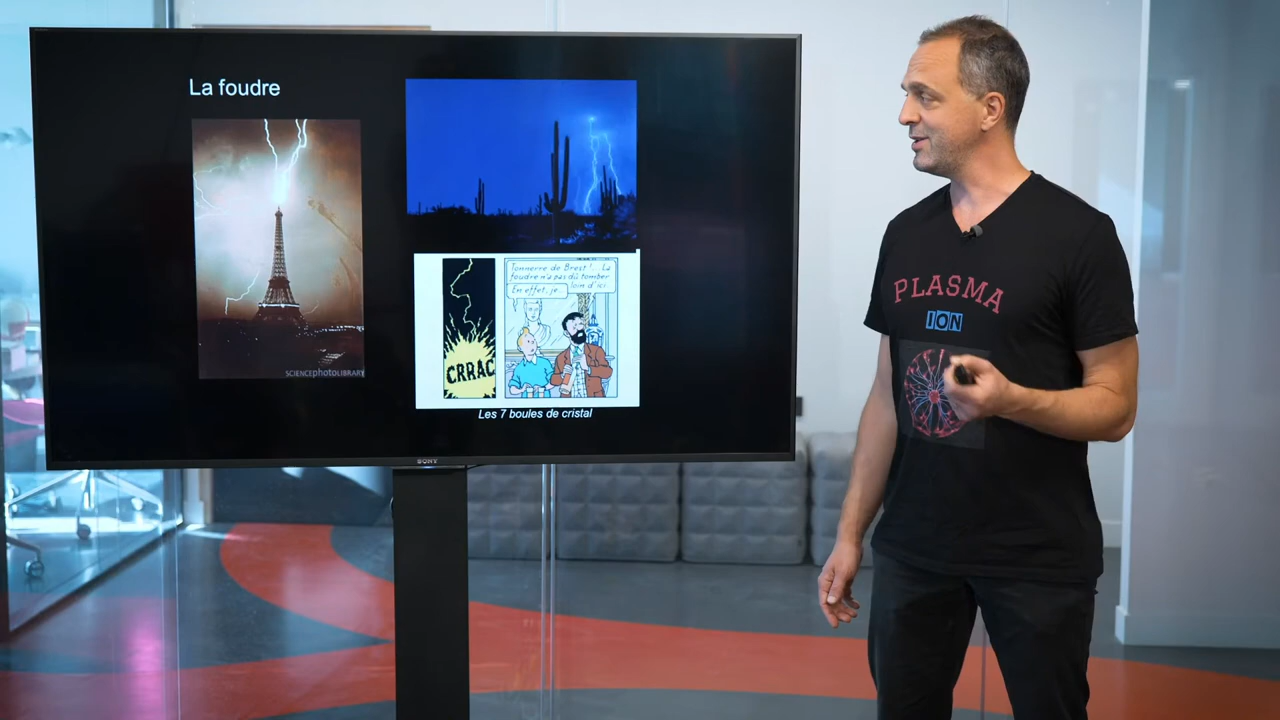 La foudre
SCIENCEphotoLIBRARY
Tonnerre de Brest!... La
foudre n'a pas dû tomber
loin d'ici.
En effet, je
CRRAC
Les 7 boules de cristal
SONY
PLASMA
ION